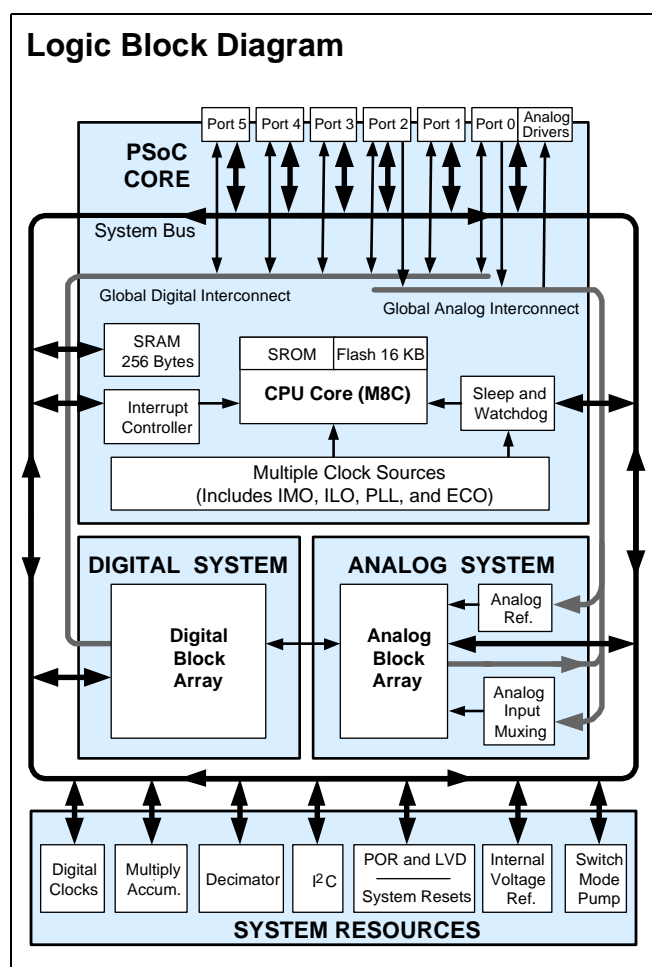 Logic Block Diagram
Port 5
Port 4
Port 3
Port 2
Port 1
Port 0
Analog
Drivers
PSoC
CORE
System Bus
Global Digital Interconnect
Global Analog Interconnect
SRAM
256 Bytes
SROM
Flash 16 KB
CPU Core (M8C)
Interrupt
Controller
Sleep and
Watchdog
Multiple Clock Sources
(Includes IMO, ILO, PLL, and ECO)
DIGITAL SYSTEM
ANALOG SYSTEM
Digital
Block
Array
Analog
Block
Array
Analog
Ref.
Analog
Input
Muxing
Digital
Clocks
Multiply
Accum.
Decimator
I²C
POR and LVD
System Resets
Internal
Voltage
Ref.
Switch
Mode
Pump
SYSTEM RESOURCES